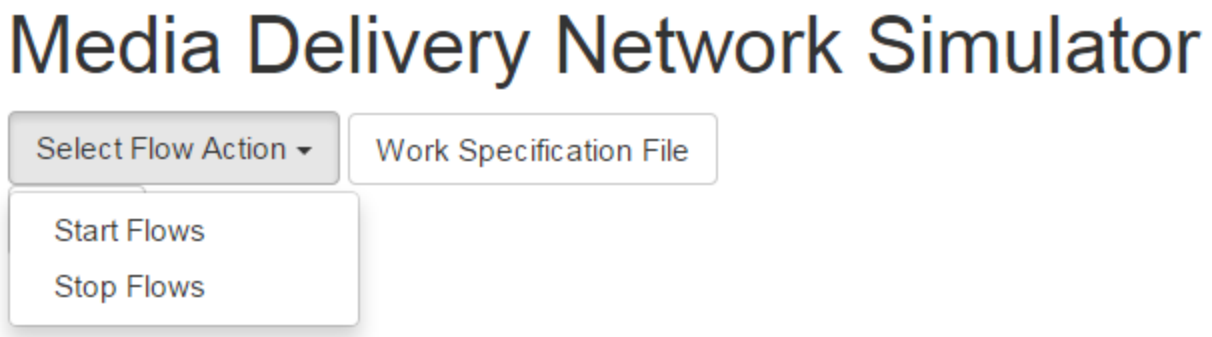 Media Delivery Network Simulator
Select Flow Action
Work Specification File
Start Flows
Stop Flows